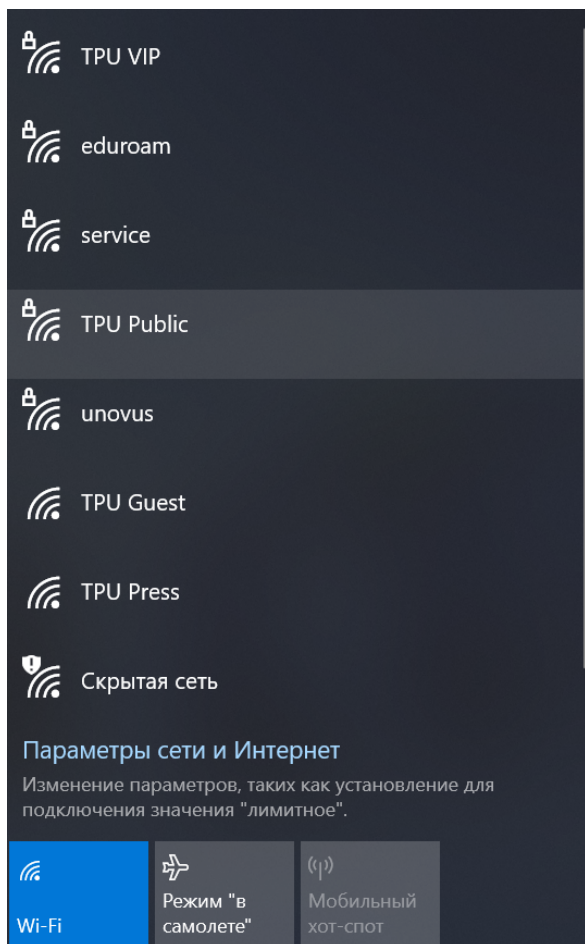 TPU VIP
eduroam
service
TPU Public
unovus
TPU Guest
TPU Press
Скрытая сеть
Параметры сети и Интернет
Изменение параметров, таких как установление для
подключения значения "лимитное".
Wi-Fi
Режим "в
самолете"
Мобильный
хот-спот